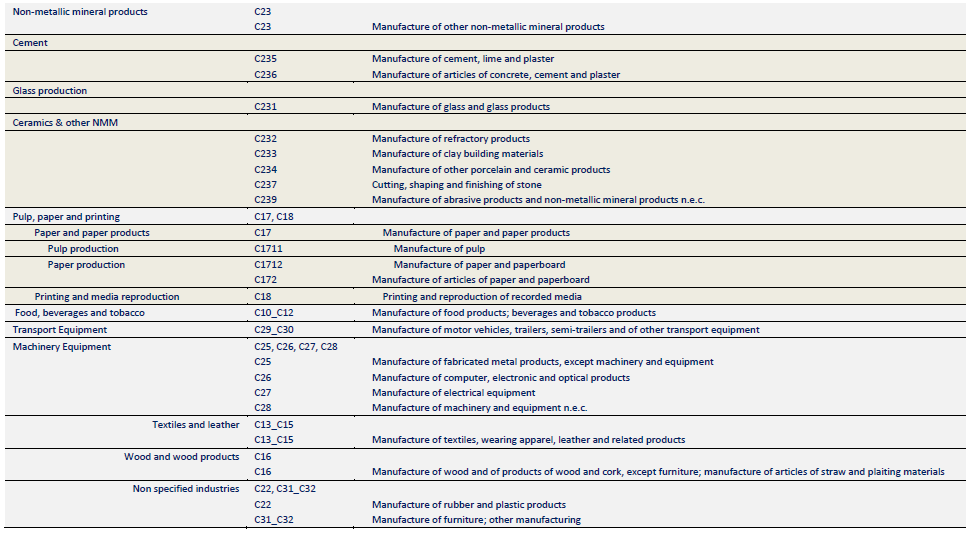 Non-metallic mineral products C23
C23 Manufacture of other non-metallic mineral products
Cement
C235 Manufacture of cement, lime and plaster
C236 Manufacture of articles of concrete, cement and plaster
Glass production
C231 Manufacture of glass and glass products
Ceramics & other NMM
C232 Manufacture of refractory products
C233 Manufacture of clay building materials
C234 Manufacture of other porcelain and ceramic products
C237 Cutting, shaping and finishing of stone
C239 Manufacture of abrasive products and non-metallic mineral products n.e.c.
Pulp, paper and printing C17, C18
Paper and paper products C17 Manufacture of paper and paper products
Pulp production C1711 Manufacture of pulp
Paper production C1712 Manufacture of paper and paperboard
C172 Manufacture of articles of paper and paperboard
Printing and media reproduction C18 Printing and reproduction of recorded media
Food, beverages and tobacco C10_C12 Manufacture of food products; beverages and tobacco products
Transport Equipment C29_C30 Manufacture of motor vehicles, trailers, semi-trailers and of other transport equipment
Machinery Equipment C25, C26, C27, C28
C25 Manufacture of fabricated metal products, except machinery and equipment
C26 Manufacture of computer, electronic and optical products
C27 Manufacture of electrical equipment
C28 Manufacture of machinery and equipment n.e.c.
Textiles and leather C13_C15
C13_C15 Manufacture of textiles, wearing apparel, leather and related products
Wood and wood products C16
C16 Manufacture of wood and of products of wood and cork, except furniture; manufacture of articles of straw and plaiting materials
Non specified industries C22, C31_C32
C22 Manufacture of rubber and plastic products
C31_C32 Manufacture of furniture; other manufacturing